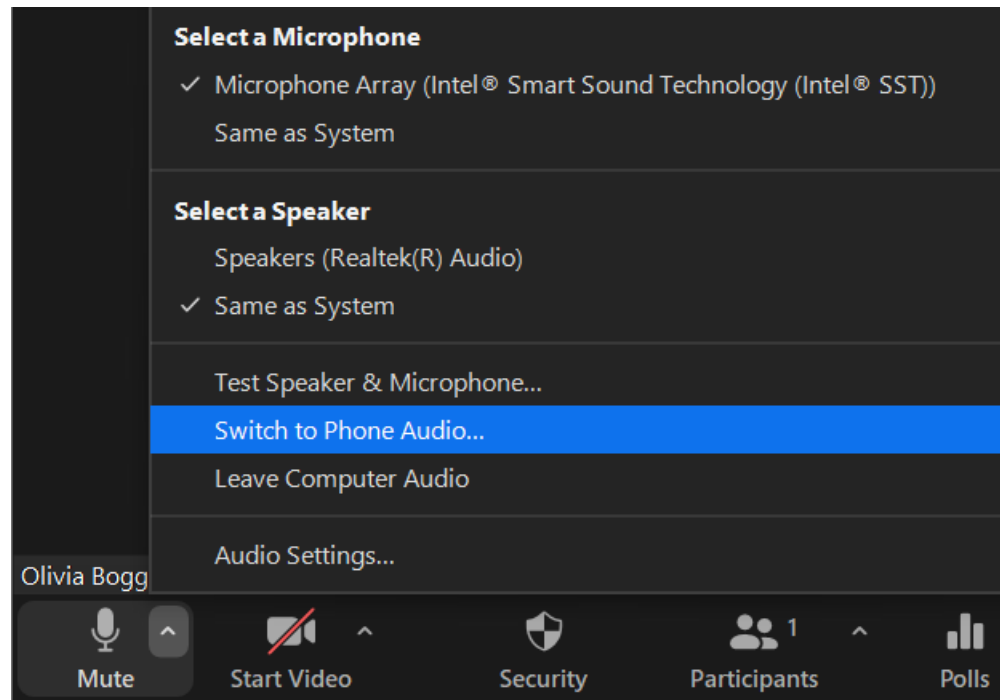 Select a Microphone
✓ Microphone Array (Intel® Smart Sound Technology (Intel® SST))
Same as System
Select a Speaker
Speakers (Realtek(R) Audio)
✓ Same as System
Test Speaker & Microphone...
Switch to Phone Audio...
Leave Computer Audio
Audio Settings...
Olivia Bogg
1
Mute Start Video Security Participants Polls